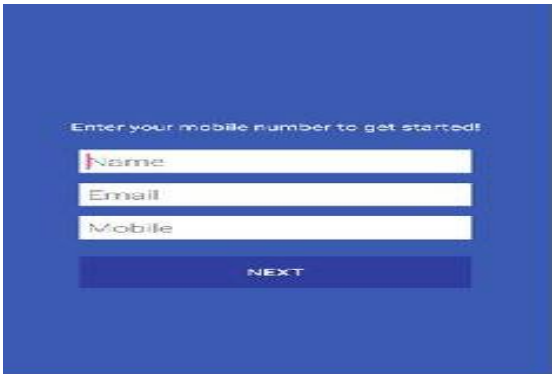 Enter your mobile number to get started!
Name
Email
Mobile
NEXT